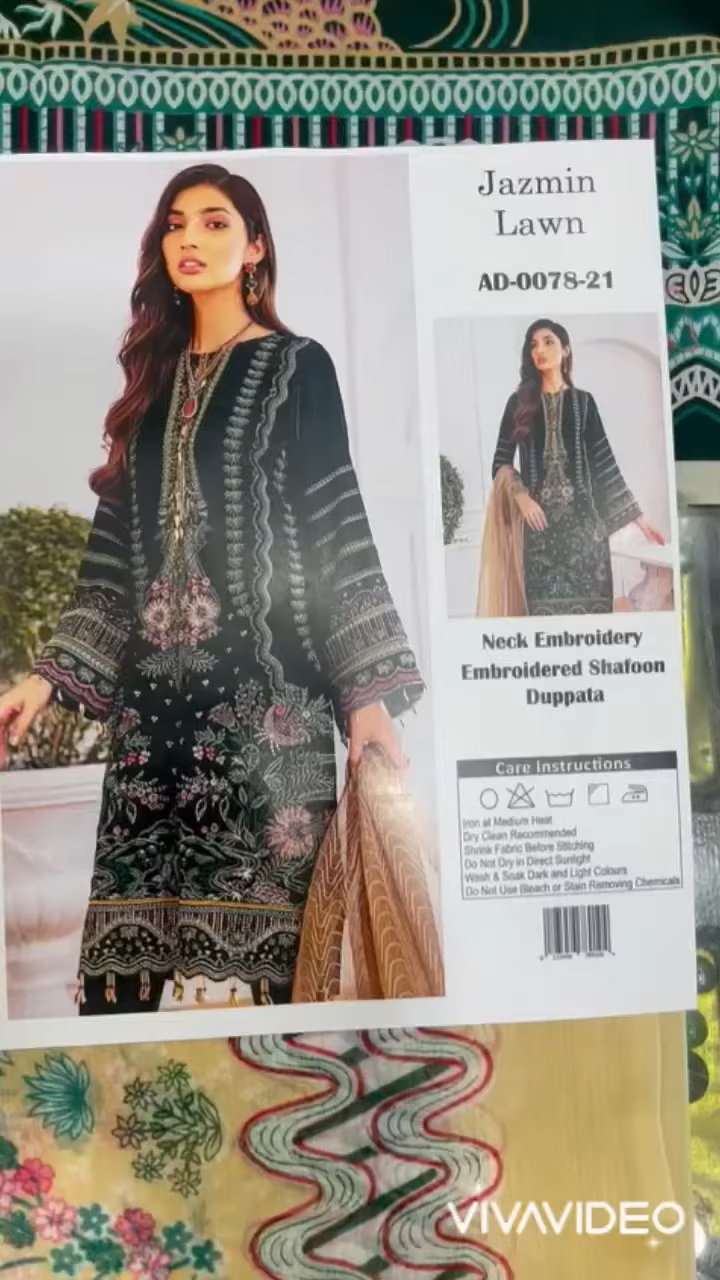 Jazmin
Lawn
AD-0078-21
Neck Embroidery
Embroidered Shafoon
Duppata
Care Instructions
Iron at Medium Heat
Dry Clean Recommended
Shrink Fabric Before Stitching
Do Not Dry in Direct Sunlight
Wash & Soak Dark and Light Colours
Do Not Use Bleach or Stain Removing Chemicals
VIVAVIDEO